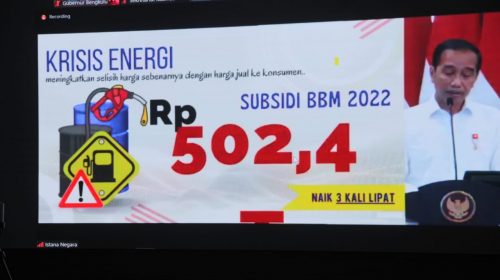 Gubernur Bengkulu
Recording
KRISIS ENERGI
meningkatkan selisih harga sebenarnya dengan harga jual ke konsumen..
SUBSIDI BBM 2022
Rp
502,4
NAIK 3 KALI LIPAT
Istana Negara